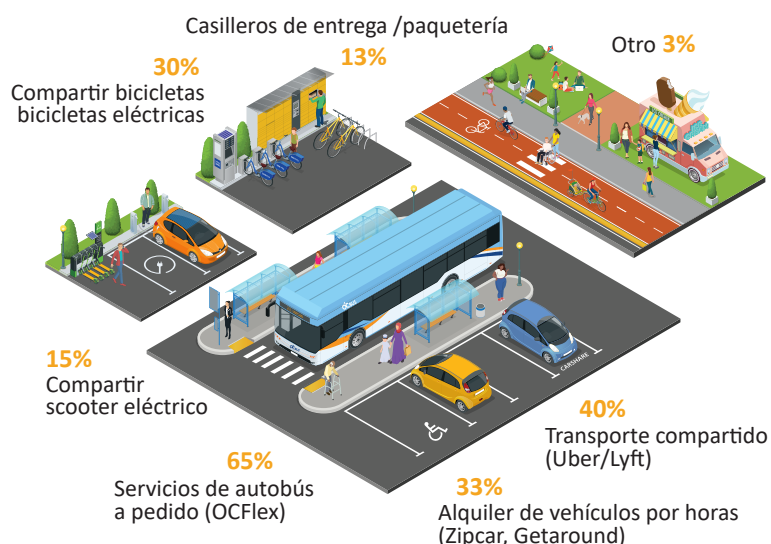 Casilleros de entrega /paquetería
13%
30%
Compartir bicicletas
bicicletas eléctricas
Otro 3%
15%
Compartir
scooter eléctrico
65%
Servicios de autobús
a pedido (OCFlex)
40%
Transporte compartido
(Uber/Lyft)
33%
Alquiler de vehículos por horas
(Zipcar, Getaround)
CARSHARE